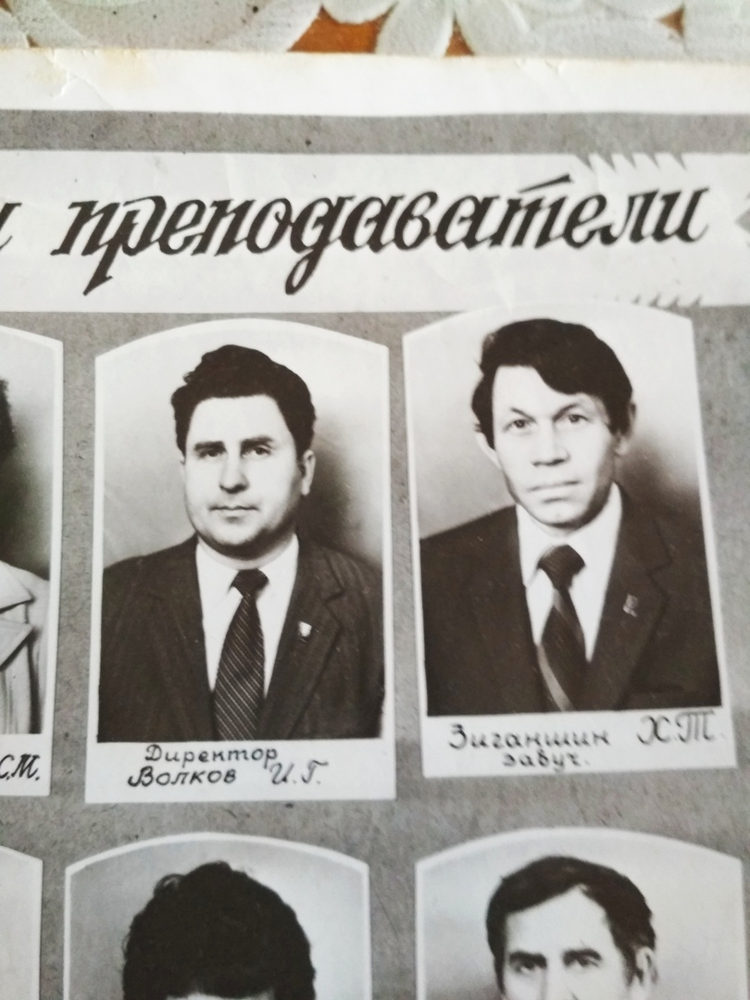 и преподаватели
С.М.
Директор
Волков И.Г.
Зиганшин Х.Т.
завуч.